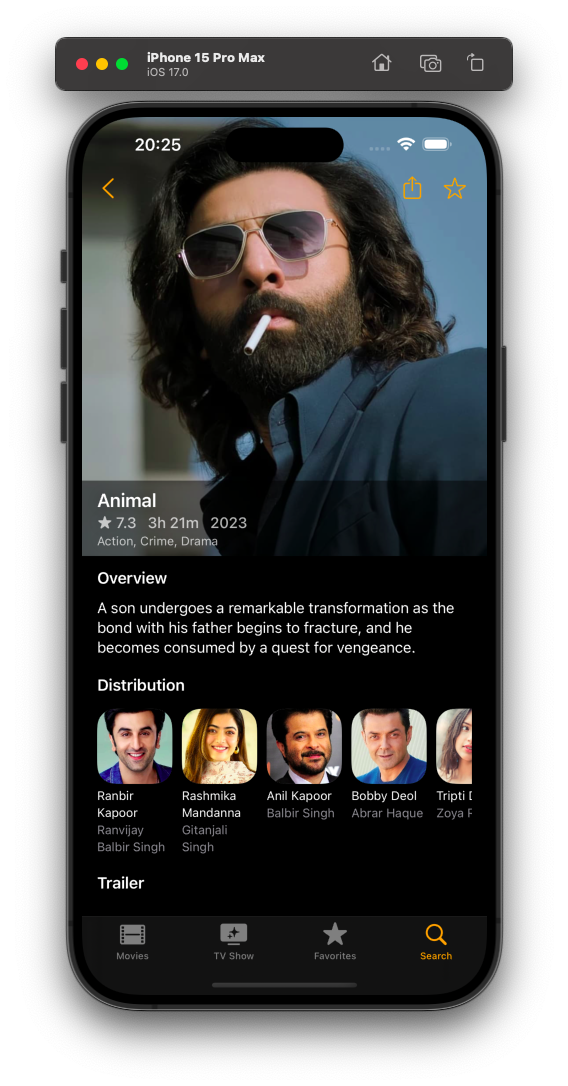 iPhone 15 Pro Max
iOS 17.0
20:25
Animal
7.3 3h 21m 2023
Action, Crime, Drama
Overview
A son undergoes a remarkable transformation as the
bond with his father begins to fracture, and he
becomes consumed by a quest for vengeance.
Distribution
Ranbir
Kapoor
Ranvijay
Balbir Singh
Rashmika
Mandanna
Gitanjali
Singh
Anil Kapoor
Balbir Singh
Bobby Deol
Abrar Haque
Tripti
Zoya
Trailer
Movies
TV Show
Favorites
Search